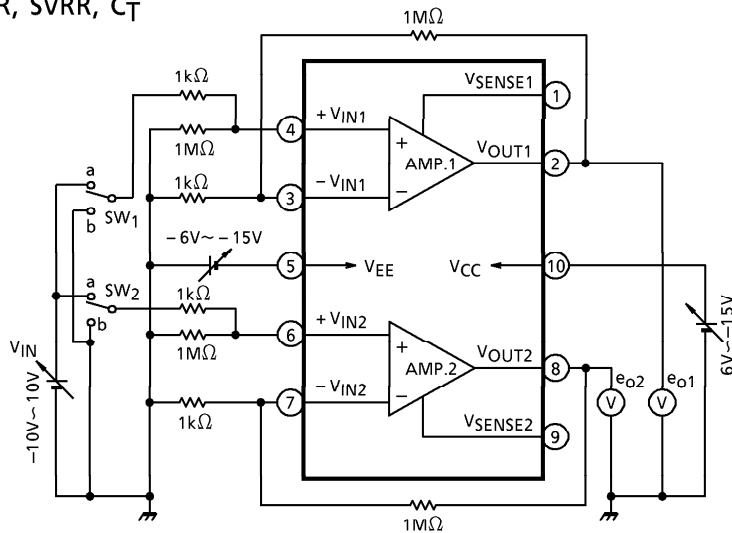 R, SVRR, CT
1MΩ
1kΩ
VSENSE1
1
4
+VIN1
1MΩ
+
AMP.1
VOUT1
2
a
1kΩ
SW1
b
3
−VIN1
−
−6V~−15V
5
VEE
VCC
10
a
SW2
1kΩ
b
6
+VIN2
+
1MΩ
AMP.2
VOUT2
8
VIN
−10V~10V
7
−VIN2
−
1kΩ
VSENSE2
9
eo2
V
eo1
V
6V~−15V
1MΩ